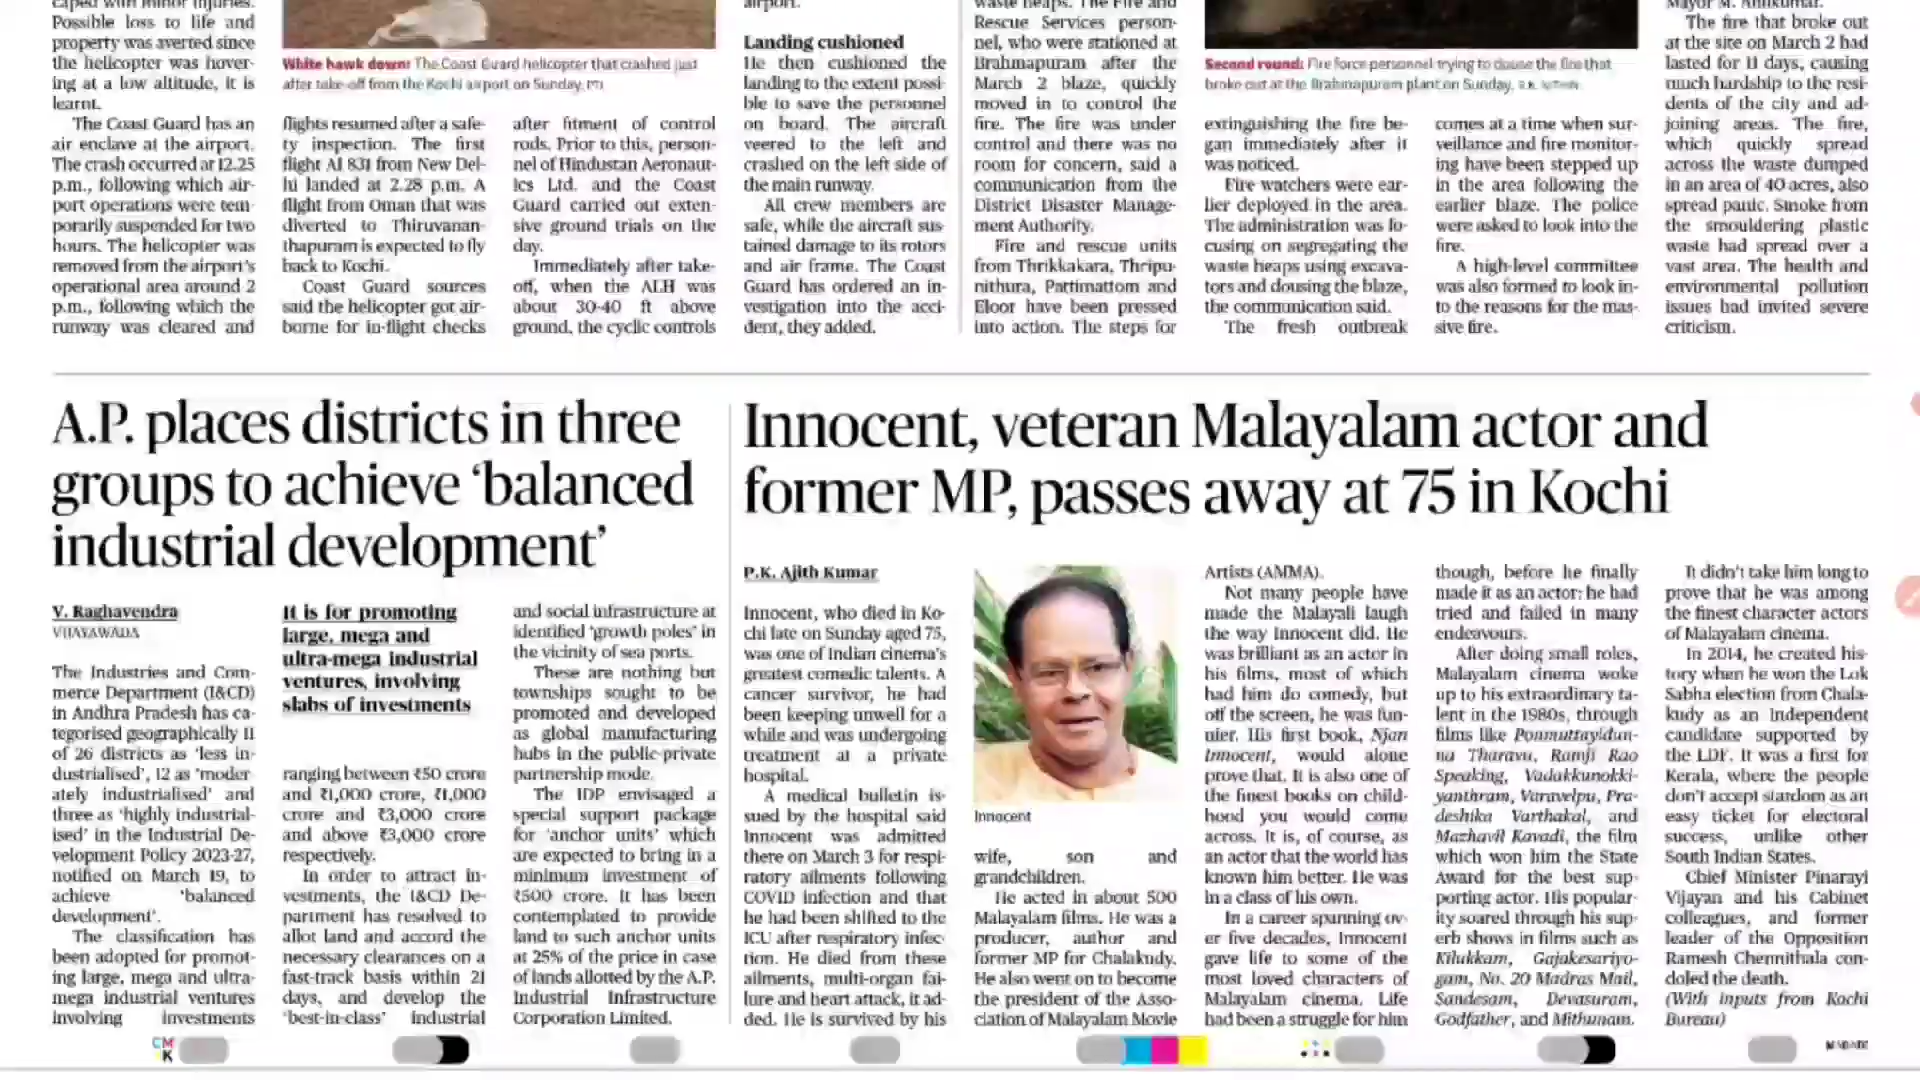 caped with minor injuries.
Possible loss to life and
property was averted since
the helicopter was hover-
ing at a low altitude, it is
learnt.
The Coast Guard has an
air enclave at the airport.
The crash occurred at 12.25
p.m., following which air-
port operations were tem-
porarily suspended for two
hours. The helicopter was
removed from the airport's
operational area around 2
p.m., following which the
runway was cleared and
White hawk down: The Coast Guard helicopter that crashed just
after take-off from the Kochi airport on Sunday. PTI
flights resumed after a safe-
ty inspection. The first
flight AI 831 from New Del-
hi landed at 2.28 p.m. A
flight from Oman that was
diverted to Thiruvanan-
thapuram is expected to fly
back to Kochi.
Coast Guard sources
said the helicopter got air-
borne for in-flight checks
after fitment of control
rods. Prior to this, person-
nel of Hindustan Aeronaut-
ics Ltd. and the Coast
Guard carried out exten-
sive ground trials on the
day.
Immediately after take-
off, when the ALH was
about 30-40 ft above
ground, the cyclic controls
airport.
Landing cushioned
He then cushioned the
landing to the extent possi-
ble to save the personnel
on board. The aircraft
veered to the left and
crashed on the left side of
the main runway.
All crew members are
safe, while the aircraft sus-
tained damage to its rotors
and air frame. The Coast
Guard has ordered an in-
vestigation into the acci-
dent, they added.
waste heaps. The Fire and
Rescue Services person-
nel, who were stationed at
Brahmapuram after the
March 2 blaze, quickly
moved in to control the
fire. The fire was under
control and there was no
room for concern, said a
communication from the
District Disaster Manage-
ment Authority.
Fire and rescue units
from Thrikkakara, Thripu-
nithura, Pattimattom and
Eloor have been pressed
into action. The steps for
Second round: Fire force personnel trying to douse the fire that
broke out at the Brahmapuram plant on Sunday.
extinguishing the fire be-
gan immediately after it
was noticed.
Fire watchers were ear-
lier deployed in the area.
The administration was fo-
cusing on segregating the
waste heaps using excava-
tors and dousing the blaze,
the communication said.
The fresh outbreak
comes at a time when sur-
veillance and fire monitor-
ing have been stepped up
in the area following the
earlier blaze. The police
were asked to look into the
fire.
A high-level committee
was also formed to look in-
to the reasons for the mas-
sive fire.
Mayor M. Anilkumar.
The fire that broke out
at the site on March 2 had
lasted for 11 days, causing
much hardship to the resi-
dents of the city and ad-
joining areas. The fire,
which quickly spread
across the waste dumped
in an area of 40 acres, also
spread panic. Smoke from
the smouldering plastic
waste had spread over a
vast area. The health and
environmental pollution
issues had invited severe
criticism.
A.P. places districts in three
groups to achieve ‘balanced
industrial development’
V. Raghavendra
VIJAYAWADA
The Industries and Com-
merce Department (I&CD)
in Andhra Pradesh has ca-
tegorised geographically 11
of 26 districts as ‘less in-
dustrialised’, 12 as ‘moder-
ately industrialised’ and
three as ‘highly industrial-
ised’ in the Industrial De-
velopment Policy 2023-27,
notified on March 19, to
achieve ‘balanced
development’.
The classification has
been adopted for promot-
ing large, mega and ultra-
mega industrial ventures
involving investments
It is for promoting
large, mega and
ultra-mega industrial
ventures, involving
slabs of investments
ranging between ₹50 crore
and ₹1,000 crore, ₹1,000
crore and ₹3,000 crore
and above ₹3,000 crore
respectively.
In order to attract in-
vestments, the I&CD De-
partment has resolved to
allot land and accord the
necessary clearances on a
fast-track basis within 21
days, and develop the
‘best-in-class’ industrial
and social infrastructure at
identified ‘growth poles’ in
the vicinity of sea ports.
These are nothing but
townships sought to be
promoted and developed
as global manufacturing
hubs in the public-private
partnership mode.
The IDP envisaged a
special support package
for ‘anchor units’ which
are expected to bring in a
minimum investment of
₹500 crore. It has been
contemplated to provide
land to such anchor units
at 25% of the price in case
of lands allotted by the A.P.
Industrial Infrastructure
Corporation Limited.
Innocent, veteran Malayalam actor and
former MP, passes away at 75 in Kochi
P.K. Ajith Kumar
Innocent, who died in Ko-
chi late on Sunday aged 75,
was one of Indian cinema's
greatest comedic talents. A
cancer survivor, he had
been keeping unwell for a
while and was undergoing
treatment at a private
hospital.
A medical bulletin is-
sued by the hospital said
Innocent was admitted
there on March 3 for respi-
ratory ailments following
COVID infection and that
he had been shifted to the
ICU after respiratory infec-
tion. He died from these
ailments, multi-organ fai-
lure and heart attack, it ad-
ded. He is survived by his
Innocent
wife, son and
grandchildren.
He acted in about 500
Malayalam films. He was a
producer, author and
former MP for Chalakudy.
He also went on to become
the president of the Asso-
ciation of Malayalam Movie
Artists (AMMA).
Not many people have
made the Malayali laugh
the way Innocent did. He
was brilliant as an actor in
his films, most of which
had him do comedy, but
off the screen, he was fun-
nier. His first book, Njan
Innocent, would alone
prove that. It is also one of
the finest books on child-
hood you would come
across. It is, of course, as
an actor that the world has
known him better. He was
in a class of his own.
In a career spanning ov-
er five decades, Innocent
gave life to some of the
most loved characters of
Malayalam cinema. Life
had been a struggle for him
though, before he finally
made it as an actor; he had
tried and failed in many
endeavours.
After doing small roles,
Malayalam cinema woke
up to his extraordinary ta-
lent in the 1980s, through
films like Ponmuttayidun-
na Tharavu, Ramji Rao
Speaking, Vadakkunokki-
yanthram, Varavelpu, Pra-
deshika Varthakal, and
Mazhavil Kavadi, the film
which won him the State
Award for the best sup-
porting actor. His popular-
ity soared through his sup-
erb shows in films such as
Kilukkam, Gajakesariyo-
gam, No. 20 Madras Mail,
Sandesam, Devasuram,
Godfather, and Mithunam.
It didn't take him long to
prove that he was among
the finest character actors
of Malayalam cinema.
In 2014, he created his-
tory when he won the Lok
Sabha election from Chala-
kudy as an Independent
candidate supported by
the LDF. It was a first for
Kerala, where the people
don't accept stardom as an
easy ticket for electoral
success, unlike other
South Indian States.
Chief Minister Pinarayi
Vijayan and his Cabinet
colleagues, and former
leader of the Opposition
Ramesh Chennithala con-
doled the death.
(With inputs from Kochi
Bureau)
CM
K